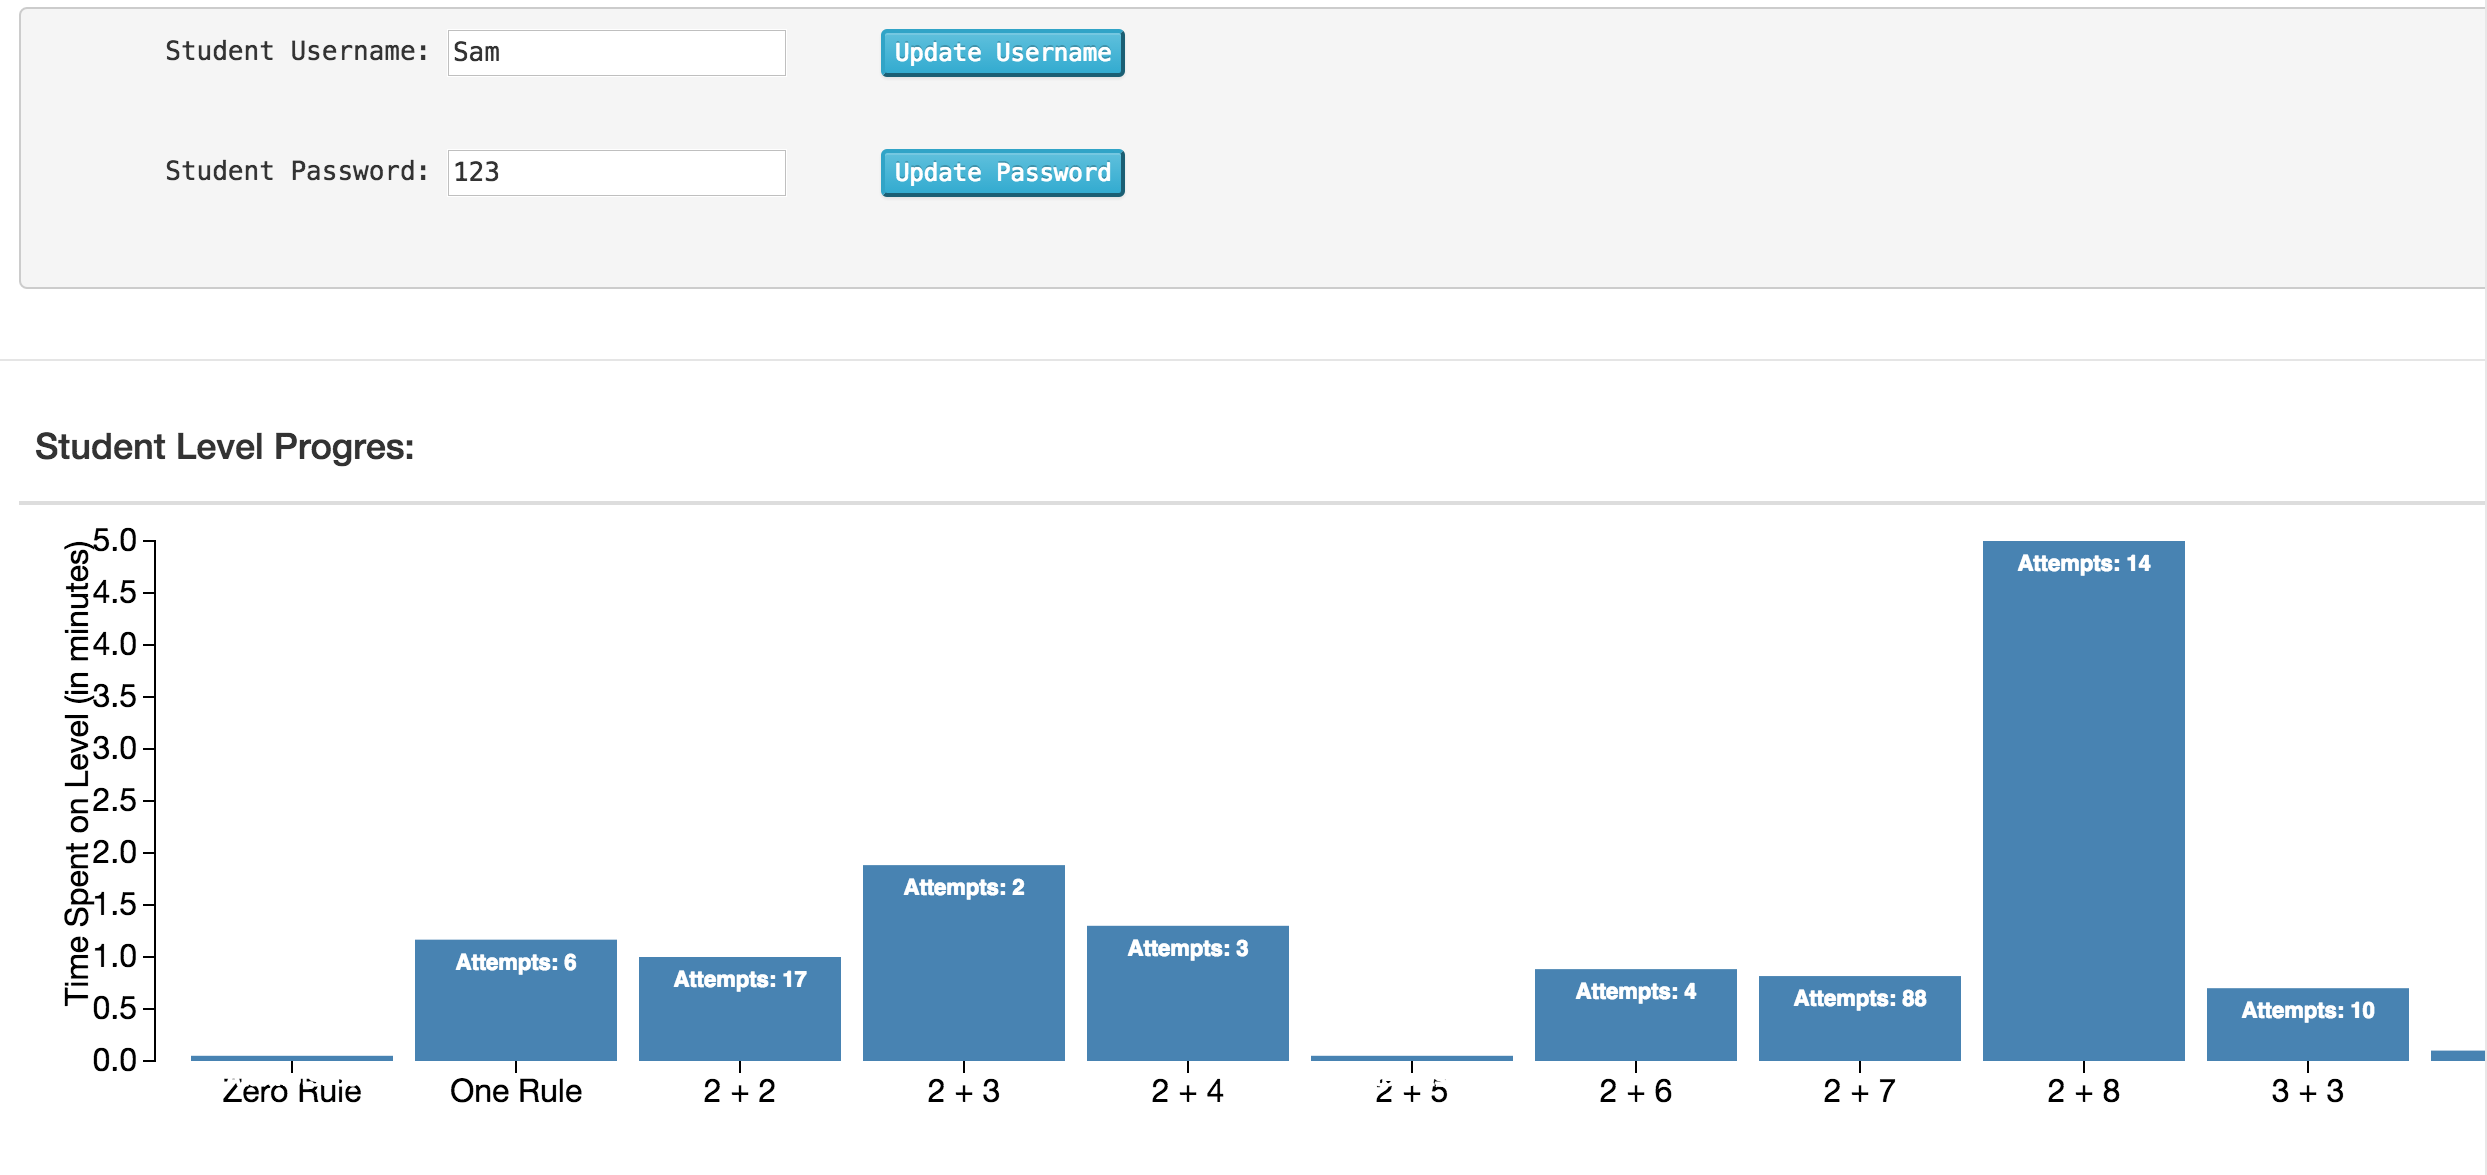 Student Username: Sam Update Username
Student Password: 123 Update Password
Student Level Progres:
Time Spent on Level (in minutes)
5.0
4.5
4.0
3.5
3.0
2.5
2.0
1.5
1.0
0.5
0.0
Attempts: 6
Attempts: 17
Attempts: 2
Attempts: 3
Attempts: 4
Attempts: 88
Attempts: 14
Attempts: 10
Zero Rule One Rule 2 + 2 2 + 3 2 + 4 2 + 5 2 + 6 2 + 7 2 + 8 3 + 3